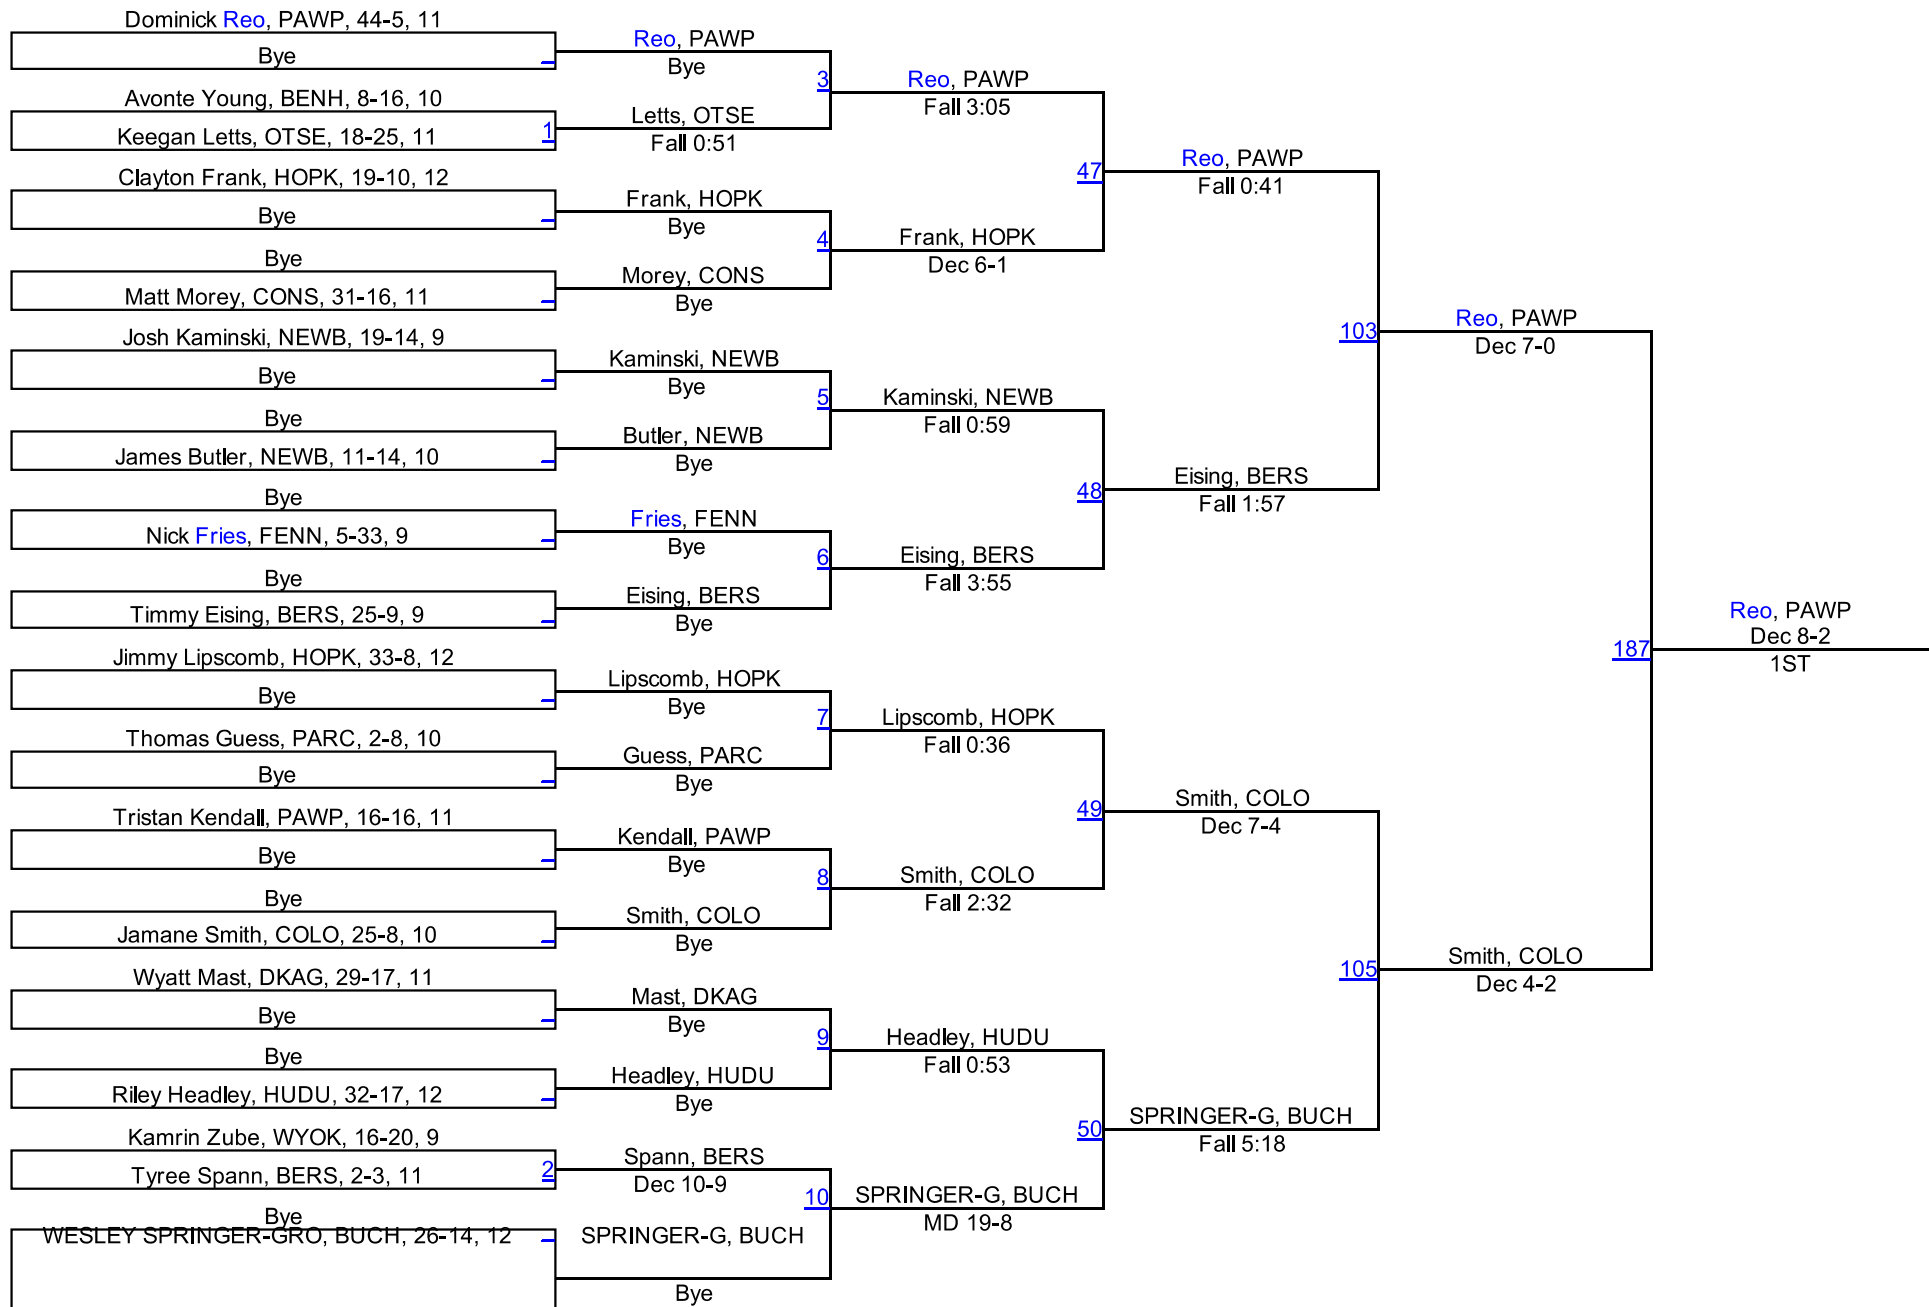 Dominick Reo, PAWP, 44-5, 11
Bye
Avonte Young, BENH, 8-16, 10
Keegan Letts, OTSE, 18-25, 11
1
Clayton Frank, HOPK, 19-10, 12
Bye
Bye
Matt Morey, CONS, 31-16, 11
Josh Kaminski, NEWB, 19-14, 9
Bye
Bye
James Butler, NEWB, 11-14, 10
Bye
Nick Fries, FENN, 5-33, 9
Bye
Timmy Eising, BERS, 25-9, 9
Jimmy Lipscomb, HOPK, 33-8, 12
Bye
Thomas Guess, PARC, 2-8, 10
Bye
Tristan Kendall, PAWP, 16-16, 11
Bye
Bye
Jamane Smith, COLO, 25-8, 10
Wyatt Mast, DKAG, 29-17, 11
Bye
Bye
Riley Headley, HUDU, 32-17, 12
Kamrin Zube, WYOK, 16-20, 9
Tyree Spann, BERS, 2-3, 11
2
Bye
WESLEY SPRINGER-GRO, BUCH, 26-14, 12
Reo, PAWP
Bye
3
Letts, OTSE
Fall 0:51
Frank, HOPK
Bye
4
Morey, CONS
Bye
Kaminski, NEWB
Bye
5
Butler, NEWB
Bye
Fries, FENN
Bye
6
Eising, BERS
Bye
Lipscomb, HOPK
Bye
7
Guess, PARC
Bye
Kendall, PAWP
Bye
8
Smith, COLO
Bye
Mast, DKAG
Bye
9
Headley, HUDU
Bye
Spann, BERS
Dec 10-9
10
SPRINGER-G, BUCH
Bye
Reo, PAWP
Fall 3:05
47
Frank, HOPK
Dec 6-1
Kaminski, NEWB
Fall 0:59
48
Eising, BERS
Fall 3:55
Lipscomb, HOPK
Fall 0:36
49
Smith, COLO
Fall 2:32
Headley, HUDU
Fall 0:53
50
SPRINGER-G, BUCH
MD 19-8
Reo, PAWP
Fall 0:41
103
Eising, BERS
Fall 1:57
Smith, COLO
Dec 7-4
105
SPRINGER-G, BUCH
Fall 5:18
Reo, PAWP
Dec 7-0
187
Smith, COLO
Dec 4-2
Reo, PAWP
Dec 8-2
1ST